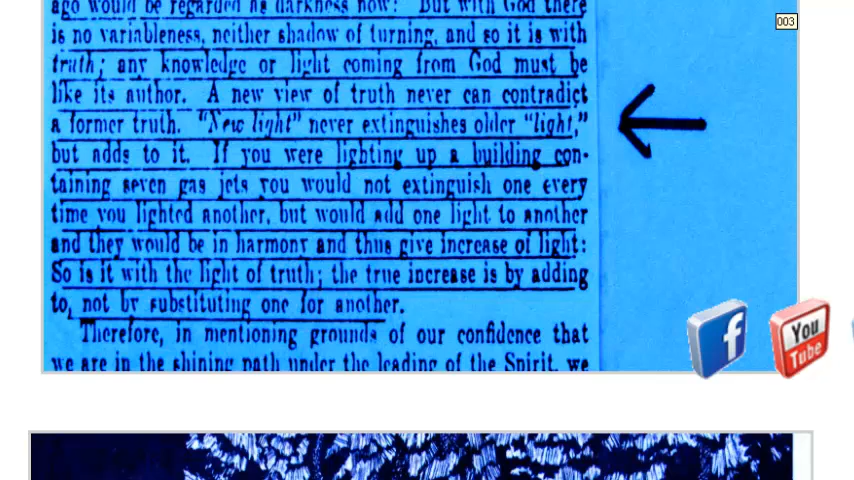 ago would be regarded as darkness now? But with God there
is no variableness, neither shadow of turning, and so it is with
truth; any knowledge or light coming from God must be
like its author. A new view of truth never can contradict
a former truth. "New light" never extinguishes older "light,"
but adds to it. If you were lighting up a building con-
taining seven gas jets you would not extinguish one every
time you lighted another, but would add one light to another
and they would be in harmony and thus give increase of light:
So is it with the light of truth; the true increase is by adding
to, not by substituting one for another.
Therefore, in mentioning grounds of our confidence that
we are in the shining path under the leading of the Spirit, we
003
f
You
Tube